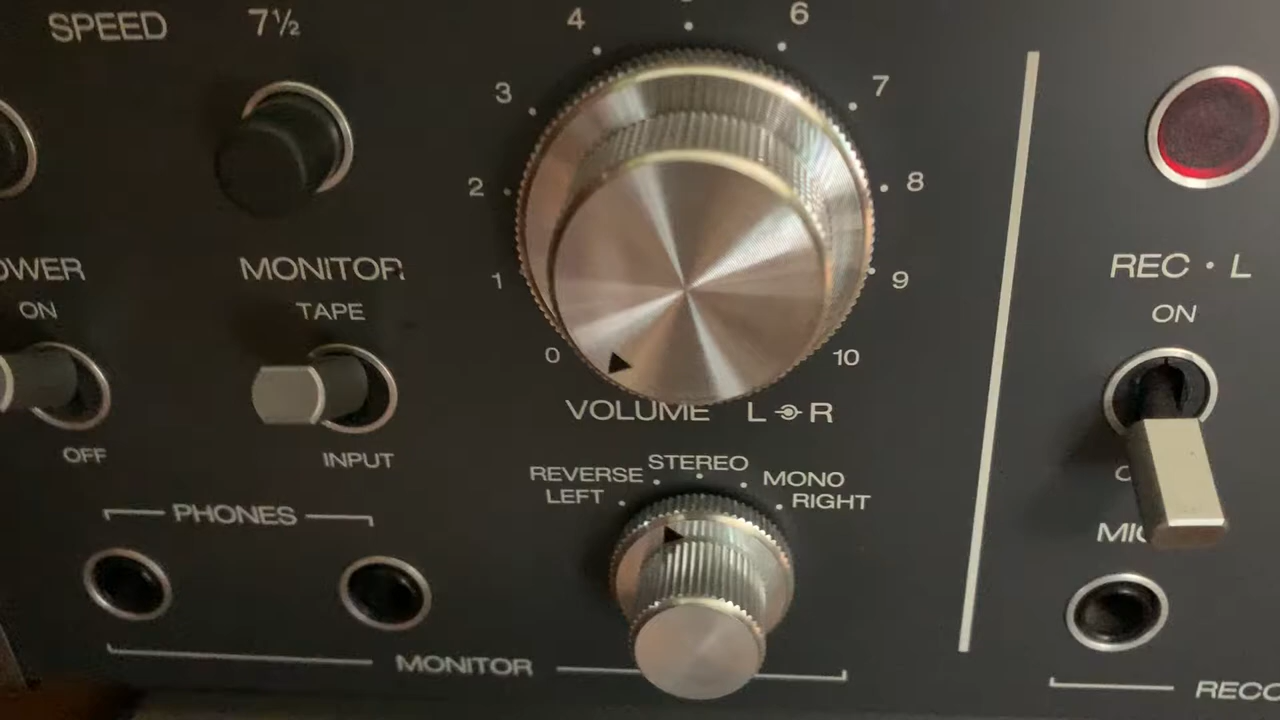 SPEED 7½
4 6
3 7
2 8
1 9
0 10
OWER MONITOR
ON TAPE
OFF INPUT
VOLUME L R
REVERSE STEREO MONO
LEFT RIGHT
PHONES
MONITOR
REC · L
ON
MIC
RECO